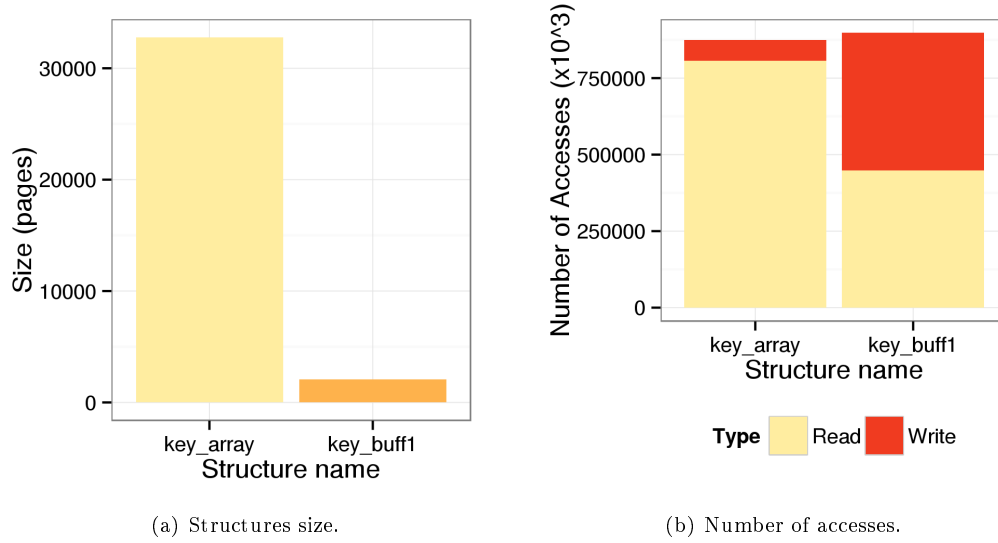 Size (pages)
30000
20000
10000
0
key_array key_buff1
Structure name
(a) Structures size.
Number of Accesses (x10^3)
750000
500000
250000
0
key_array key_buff1
Structure name
Type Read Write
(b) Number of accesses.